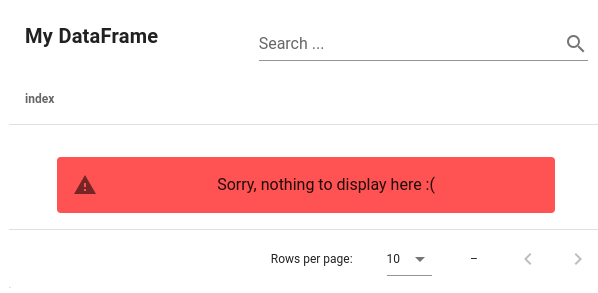 My DataFrame
Search ...
index
Sorry, nothing to display here :(
Rows per page: 10 –